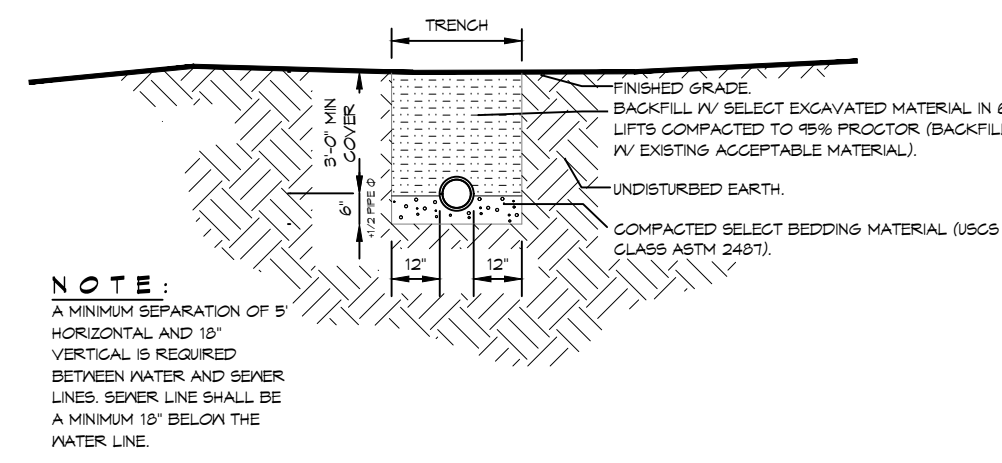 TRENCH
FINISHED GRADE.
BACKFILL W/ SELECT EXCAVATED MATERIAL IN 6
LIFTS COMPACTED TO 95% PROCTOR (BACKFILL
W/ EXISTING ACCEPTABLE MATERIAL).
3'-0" MIN
COVER
UNDISTURBED EARTH.
6"
+1/2 PIPE Φ
COMPACTED SELECT BEDDING MATERIAL (USCS
CLASS ASTM 2487).
12" 12"
NOTE:
A MINIMUM SEPARATION OF 5'
HORIZONTAL AND 18"
VERTICAL IS REQUIRED
BETWEEN WATER AND SEWER
LINES. SEWER LINE SHALL BE
A MINIMUM 18" BELOW THE
WATER LINE.